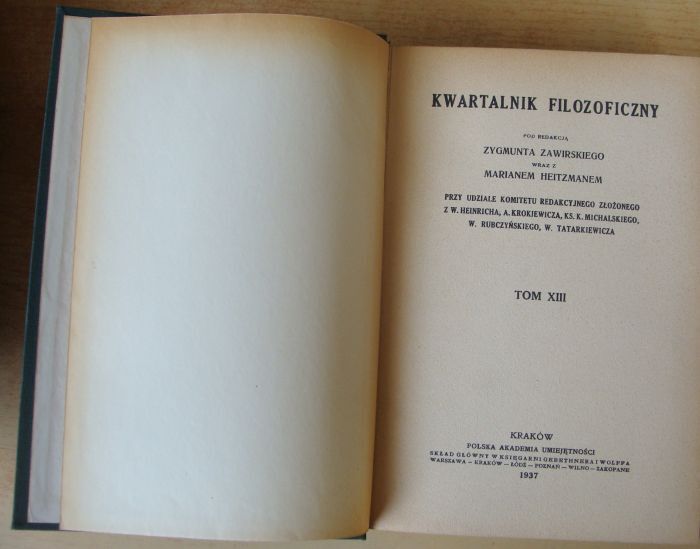 KWARTALNIK FILOZOFICZNY
POD REDAKCJĄ
ZYGMUNTA ZAWIRSKIEGO
WRAZ Z
MARIANEM HEITZMANEM
PRZY UDZIALE KOMITETU REDAKCYJNEGO ZŁOŻONEGO
Z W. HEINRICHA, A. KROKIEWICZA, KS. K. MICHALSKIEGO,
W. RUBCZYŃSKIEGO, W. TATARKIEWICZA
TOM XIII
KRAKÓW
POLSKA AKADEMIA UMIEJĘTNOŚCI
SKŁAD GŁÓWNY W KSIĘGARNI GEBETHNERA I WOLFFA
WARSZAWA – KRAKÓW – ŁÓDŹ – POZNAŃ – WILNO – ZAKOPANE
1937